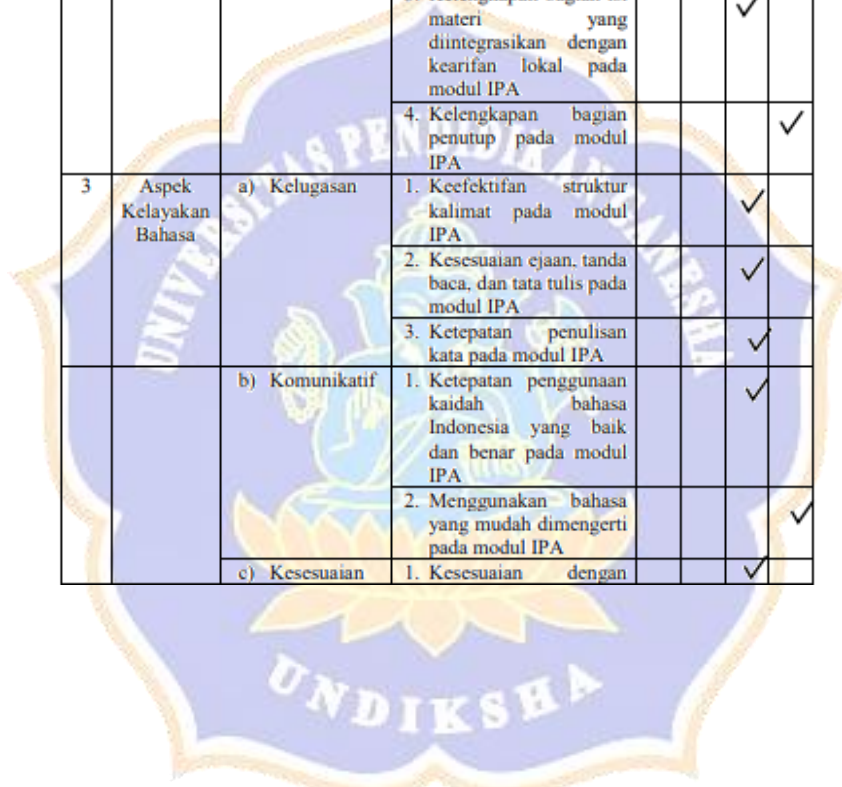 materi yang
diintegrasikan dengan
kearifan lokal pada
modul IPA
4. Kelengkapan bagian
penutup pada modul
IPA
3 Aspek Kelayakan Bahasa
a) Kelugasan
1. Keefektifan struktur
kalimat pada modul
IPA
2. Kesesuaian ejaan, tanda
baca, dan tata tulis pada
modul IPA
3. Ketepatan penulisan
kata pada modul IPA
b) Komunikatif
1. Ketepatan penggunaan
kaidah bahasa
Indonesia yang baik
dan benar pada modul
IPA
2. Menggunakan bahasa
yang mudah dimengerti
pada modul IPA
c) Kesesuaian
1. Kesesuaian dengan
UNIVERSITAS PENDIDIKAN GANESHA
UNDIKSHA